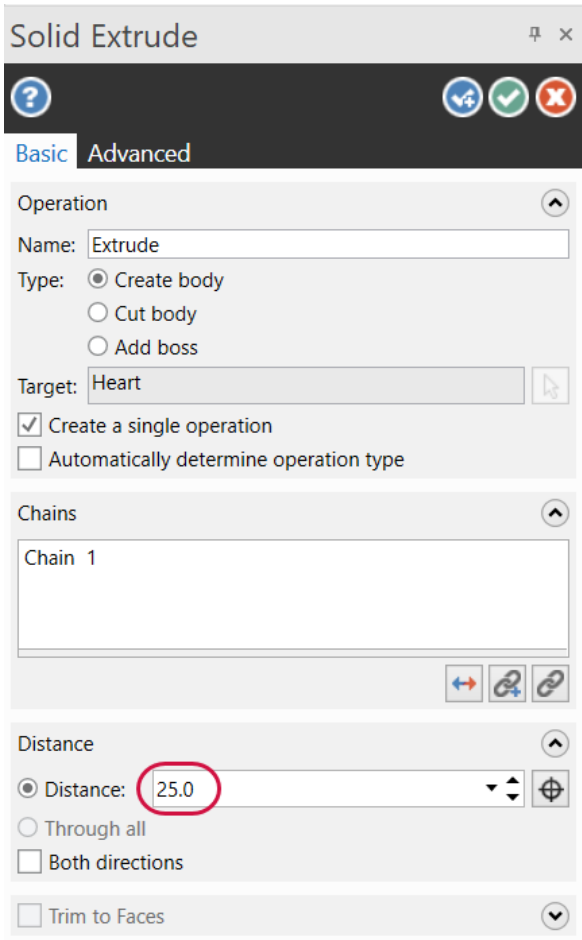 Solid Extrude
Basic Advanced
Operation
Name: Extrude
Type: Create body
Cut body
Add boss
Target: Heart
Create a single operation
Automatically determine operation type
Chains
Chain 1
Distance
Distance: 25.0
Through all
Both directions
Trim to Faces